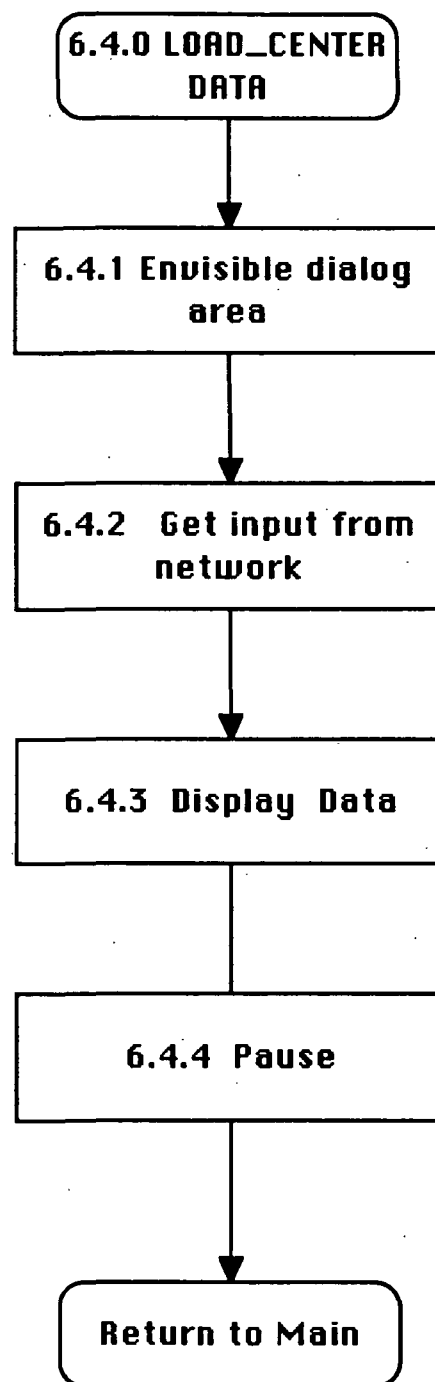 6.4.0 LOAD_CENTER
DATA
6.4.1 Envisible dialog
area
6.4.2 Get input from
network
6.4.3 Display Data
6.4.4 Pause
Return to Main